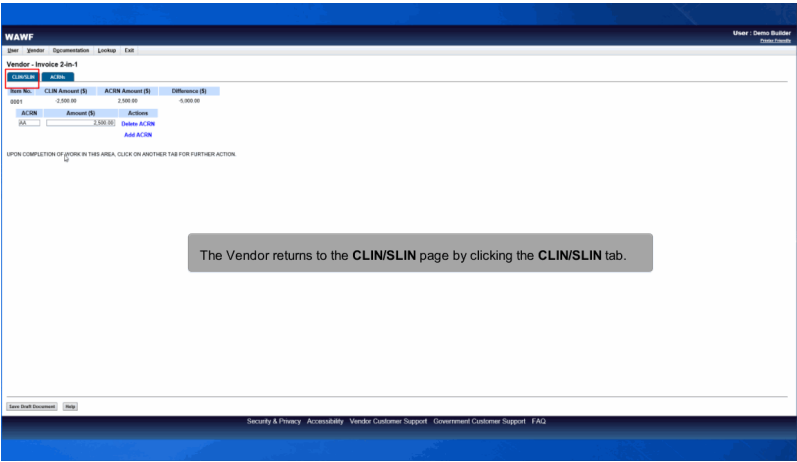 WAWF
User : Demo Builder
Printer Friendly
User Vendor Documentation Lookup Exit
Vendor - Invoice 2-in-1
CLIN/SLIN ACRNs
Item No. CLIN Amount ($) ACRN Amount ($) Difference ($)
0001 -2,500.00 2,500.00 -5,000.00
ACRN Amount ($) Actions
AA 2,500.00 Delete ACRN
Add ACRN
UPON COMPLETION OF WORK IN THIS AREA, CLICK ON ANOTHER TAB FOR FURTHER ACTION.
The Vendor returns to the CLIN/SLIN page by clicking the CLIN/SLIN tab.
Save Draft Document Help
Security & Privacy Accessibility Vendor Customer Support Government Customer Support FAQ